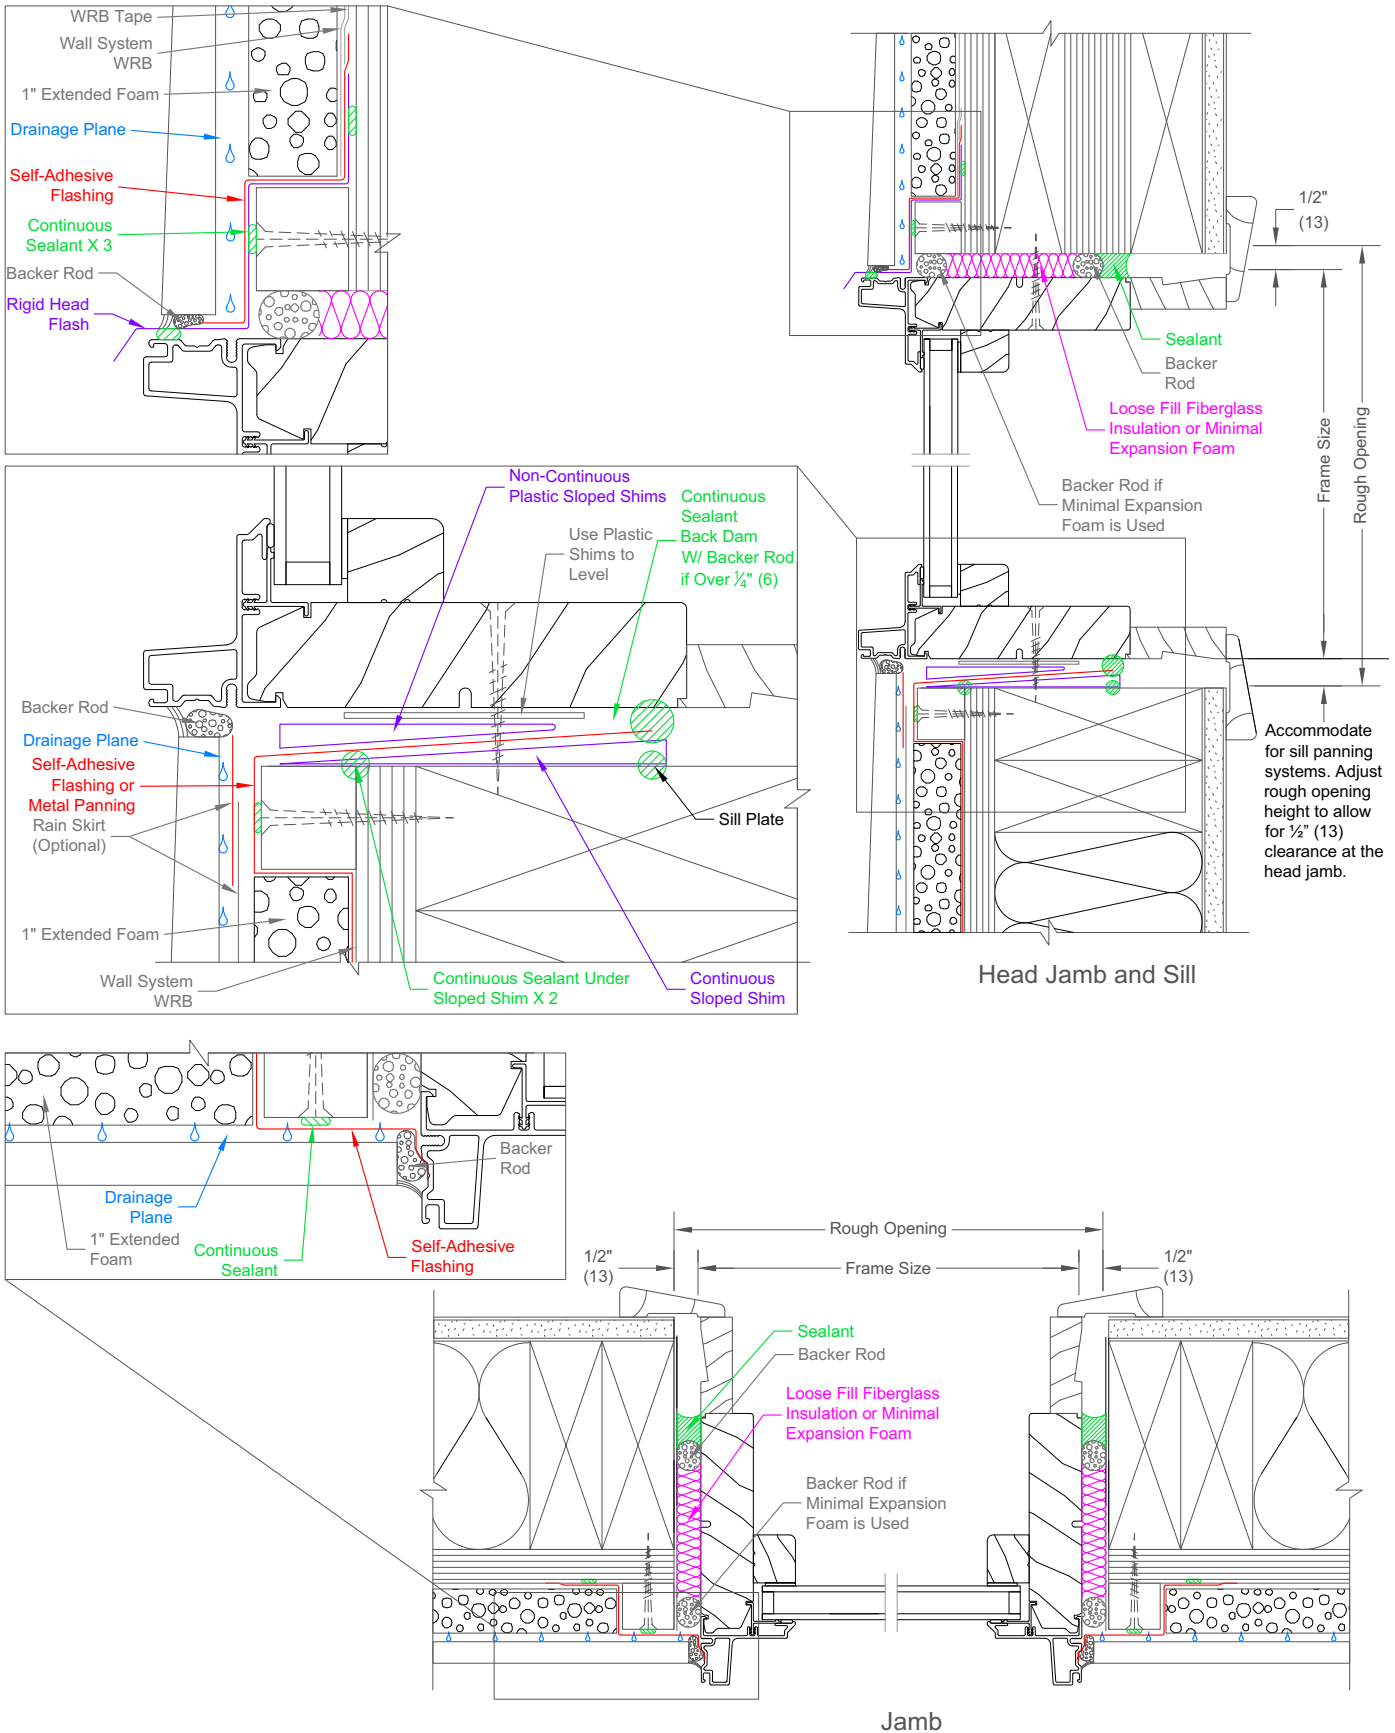 WRB Tape
Wall System
WRB
1" Extended Foam
Drainage Plane
Self-Adhesive
Flashing
Continuous
Sealant X 3
Backer Rod
Rigid Head
Flash
1/2"
(13)
Sealant
Backer
Rod
Loose Fill Fiberglass
Insulation or Minimal
Expansion Foam
Backer Rod if
Minimal Expansion
Foam is Used
Frame Size
Rough Opening
Non-Continuous
Plastic Sloped Shims
Use Plastic
Shims to
Level
Continuous
Sealant
Back Dam
W/ Backer Rod
if Over ¼" (6)
Backer Rod
Drainage Plane
Self-Adhesive
Flashing or
Metal Panning
Rain Skirt
(Optional)
1" Extended Foam
Wall System
WRB
Continuous Sealant Under
Sloped Shim X 2
Continuous
Sloped Shim
Sill Plate
Accommodate
for sill panning
systems. Adjust
rough opening
height to allow
for ½” (13)
clearance at the
head jamb.
Head Jamb and Sill
Backer
Rod
Drainage
Plane
1" Extended
Foam
Continuous
Sealant
Self-Adhesive
Flashing
Rough Opening
1/2"
(13)
Frame Size
1/2"
(13)
Sealant
Backer Rod
Loose Fill Fiberglass
Insulation or Minimal
Expansion Foam
Backer Rod if
Minimal Expansion
Foam is Used
Jamb